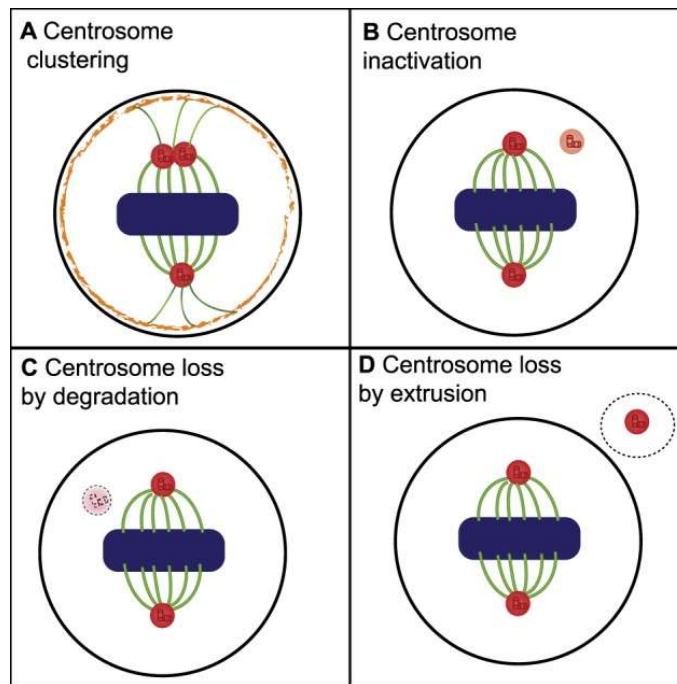 A Centrosome
clustering
B Centrosome
inactivation
C Centrosome loss
by degradation
D Centrosome loss
by extrusion